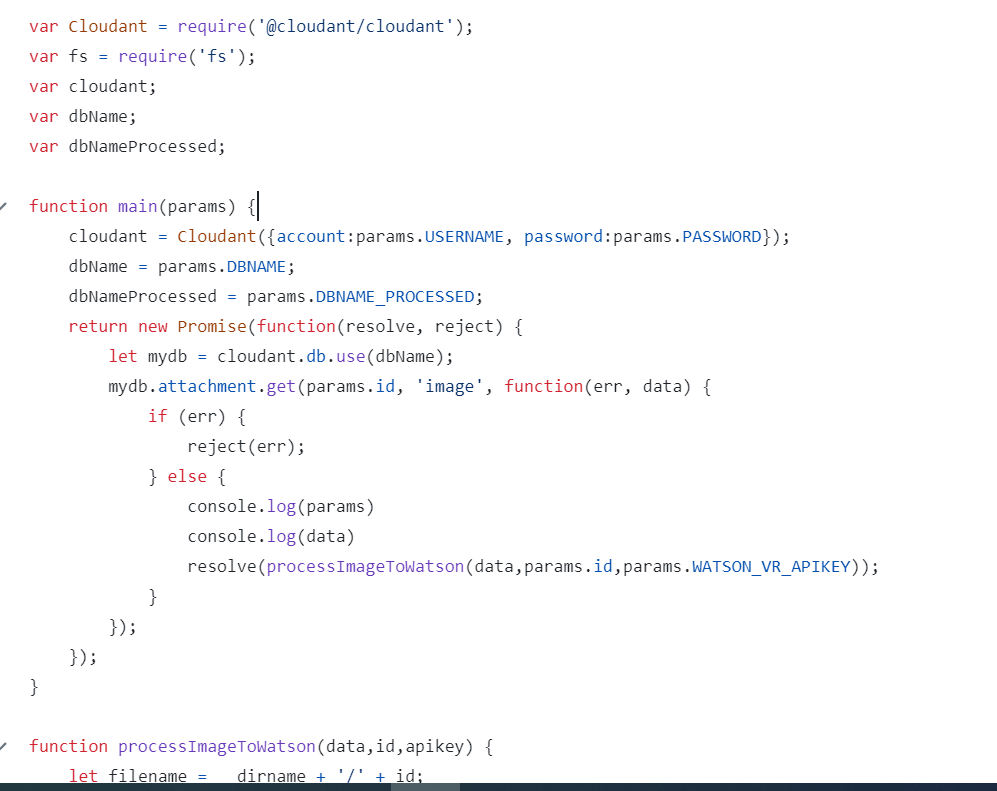 var Cloudant = require('@cloudant/cloudant');
var fs = require('fs');
var cloudant;
var dbName;
var dbNameProcessed;

function main(params) {
    cloudant = Cloudant({account:params.USERNAME, password:params.PASSWORD});
    dbName = params.DBNAME;
    dbNameProcessed = params.DBNAME_PROCESSED;
    return new Promise(function(resolve, reject) {
        let mydb = cloudant.db.use(dbName);
        mydb.attachment.get(params.id, 'image', function(err, data) {
            if (err) {
                reject(err);
            } else {
                console.log(params)
                console.log(data)
                resolve(processImageToWatson(data,params.id,params.WATSON_VR_APIKEY));
            }
        });
    });
}

function processImageToWatson(data,id,apikey) {
    let filename = __dirname + '/' + id;